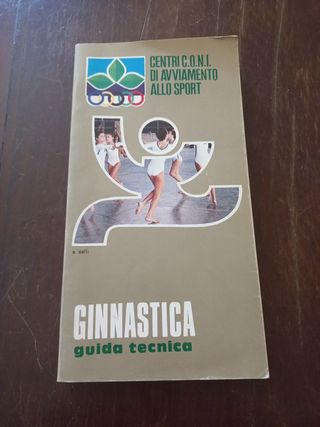 CENTRI C.O.N.I.
DI AVVIAMENTO
ALLO SPORT
GINNASTICA
guida tecnica